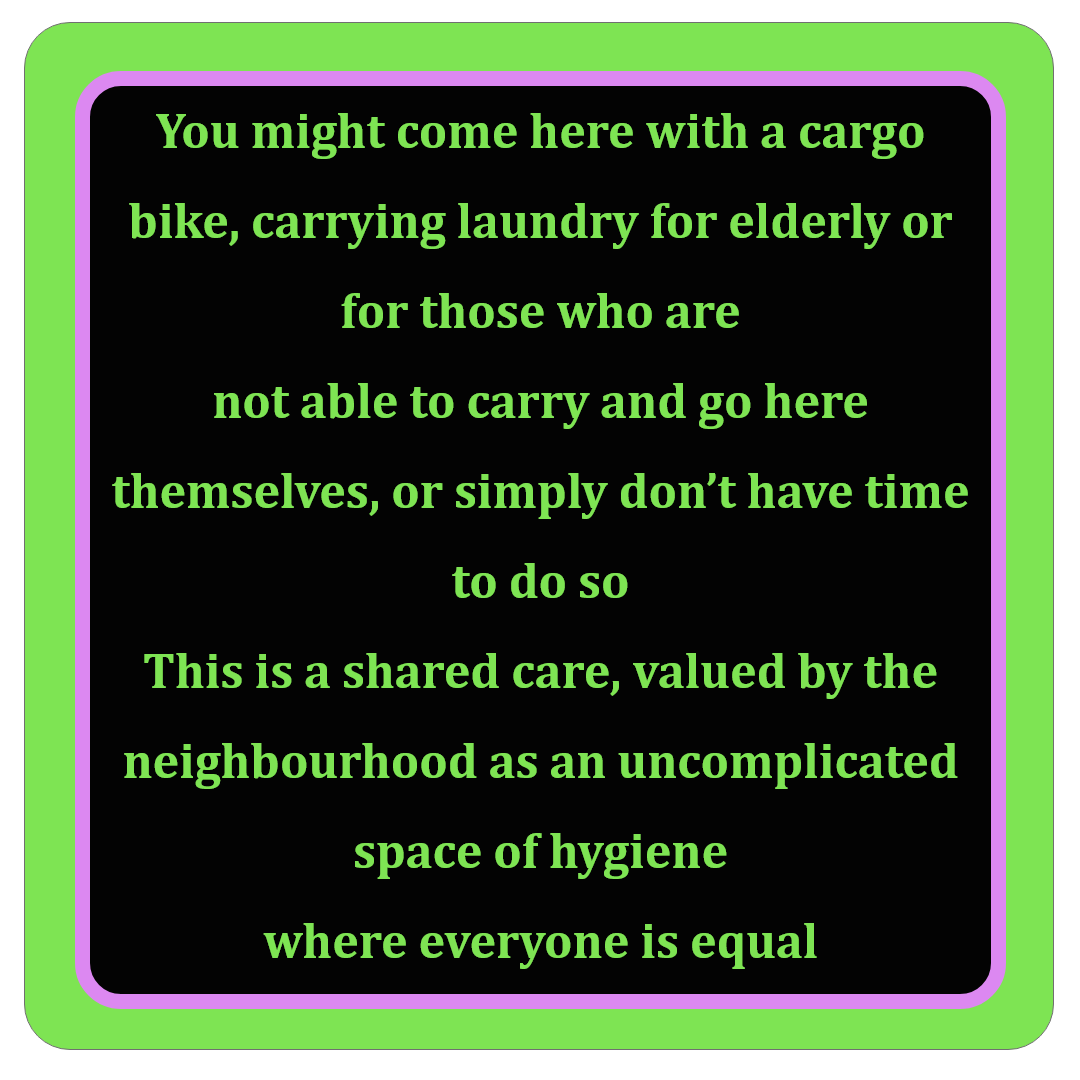 You might come here with a cargo
bike, carrying laundry for elderly or
for those who are
not able to carry and go here
themselves, or simply don’t have time
to do so
This is a shared care, valued by the
neighbourhood as an uncomplicated
space of hygiene
where everyone is equal